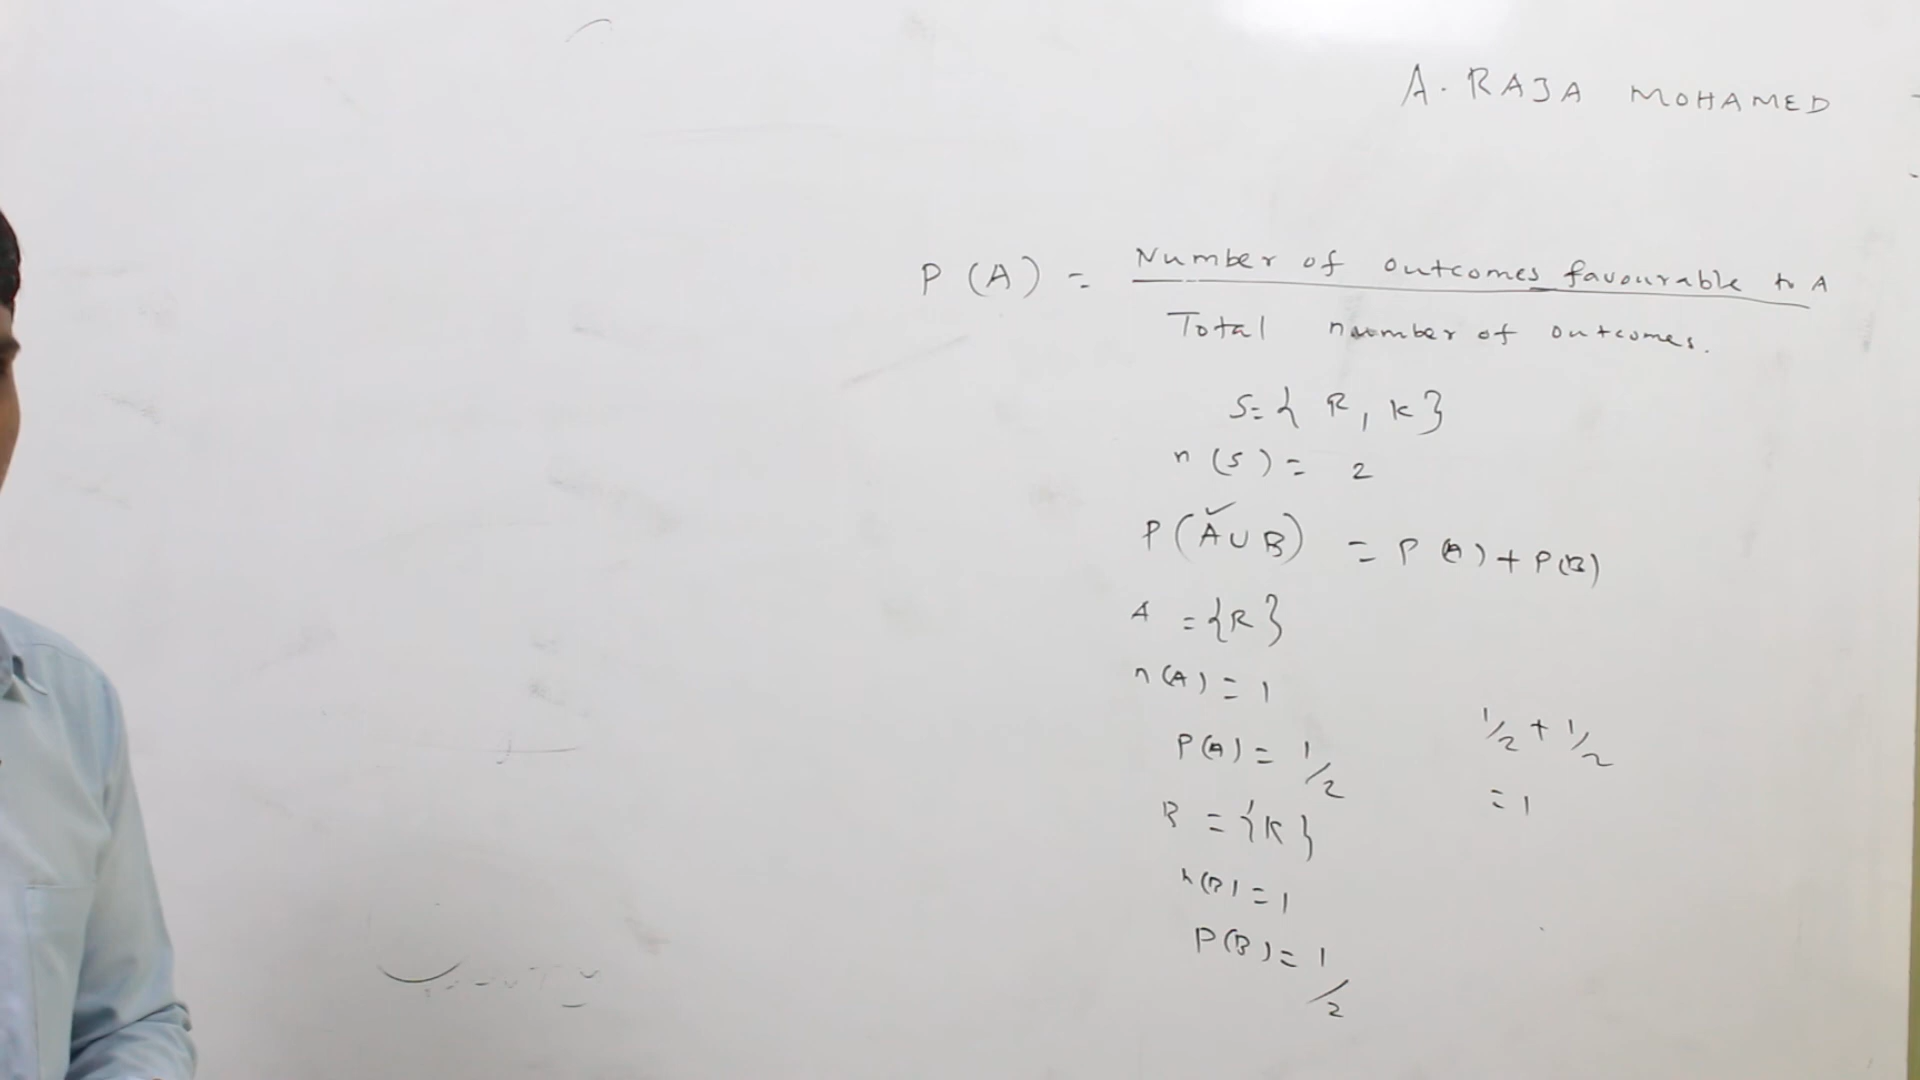 A. RAJA MOHAMED
P (A) = Number of outcomes favourable to A
Total number of outcomes.
S = { R, K }
n (S) = 2
P (A ∪ B) = P (A) + P(B)
A = {R}
n (A) = 1
P(A) = 1/2
1/2 + 1/2
= 1
B = {K}
n(B) = 1
P(B) = 1/2